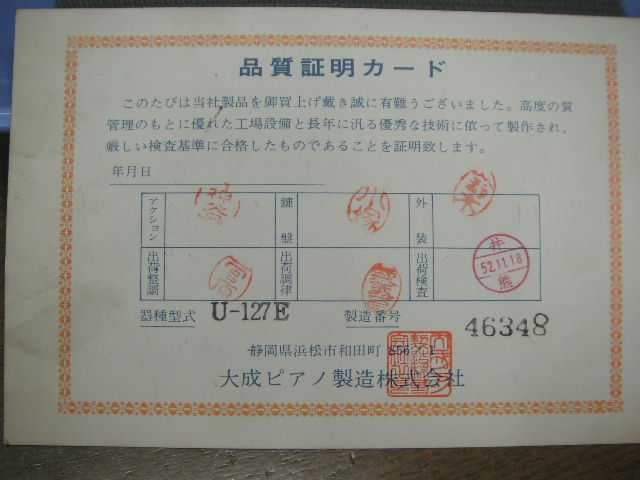 品質証明カード
このたびは当社製品を御買上げ戴き誠に有難うございました。高度の質
管理のもとに優れた工場設備と長年に汎る優秀な技術に依って製作され、
厳しい検査基準に合格したものであることを証明致します。
年月日
アクション 鍵盤 外装
出荷整調 出荷調律 出荷検査 井 52.11.18 熊
器種型式 U-127E 製造番号 46348
静岡県浜松市和田町 856
大成ピアノ製造株式会社